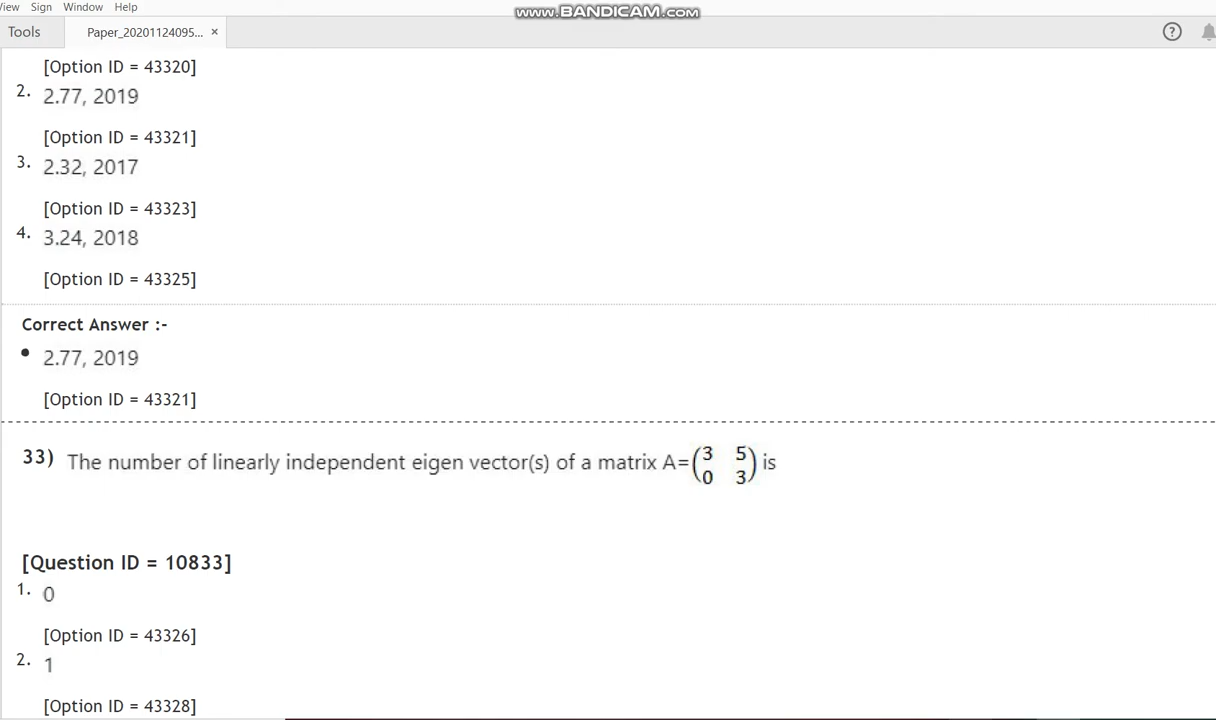 View Sign Window Help
www.BANDICAM.com
Tools Paper_20201124095... ×
[Option ID = 43320]
2. 2.77, 2019
[Option ID = 43321]
3. 2.32, 2017
[Option ID = 43323]
4. 3.24, 2018
[Option ID = 43325]
Correct Answer :-
• 2.77, 2019
[Option ID = 43321]
33) The number of linearly independent eigen vector(s) of a matrix A=(3 5
0 3) is
[Question ID = 10833]
1. 0
[Option ID = 43326]
2. 1
[Option ID = 43328]